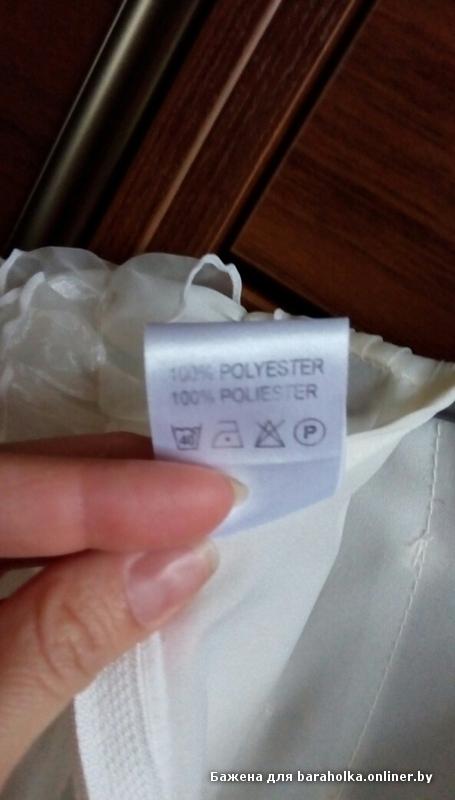 100% POLYESTER
100% POLIESTER
40 P
Бажена для baraholka.onliner.by